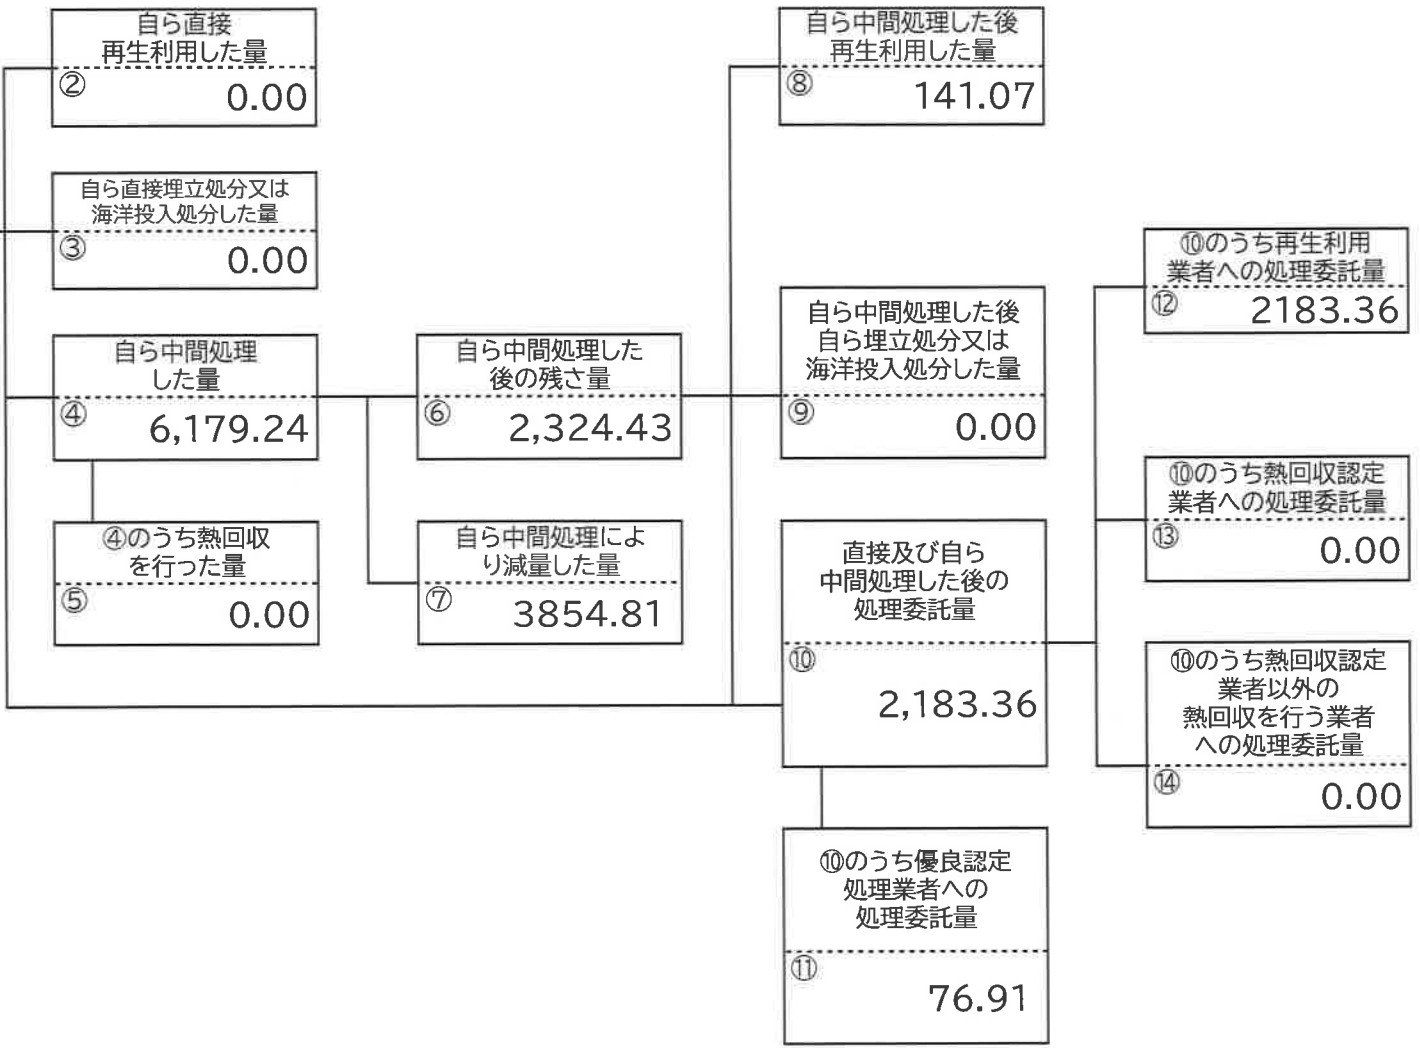 自ら直接
再生利用した量
②
0.00
自ら直接埋立処分又は
海洋投入処分した量
③
0.00
自ら中間処理
した量
④
6,179.24
④のうち熱回収
を行った量
⑤
0.00
自ら中間処理した
後の残さ量
⑥
2,324.43
自ら中間処理によ
り減量した量
⑦
3854.81
自ら中間処理した後
再生利用した量
⑧
141.07
自ら中間処理した後
自ら埋立処分又は
海洋投入処分した量
⑨
0.00
直接及び自ら
中間処理した後の
処理委託量
⑩
2,183.36
⑩のうち優良認定
処理業者への
処理委託量
⑪
76.91
⑩のうち再生利用
業者への処理委託量
⑫
2183.36
⑩のうち熱回収認定
業者への処理委託量
⑬
0.00
⑩のうち熱回収認定
業者以外の
熱回収を行う業者
への処理委託量
⑭
0.00